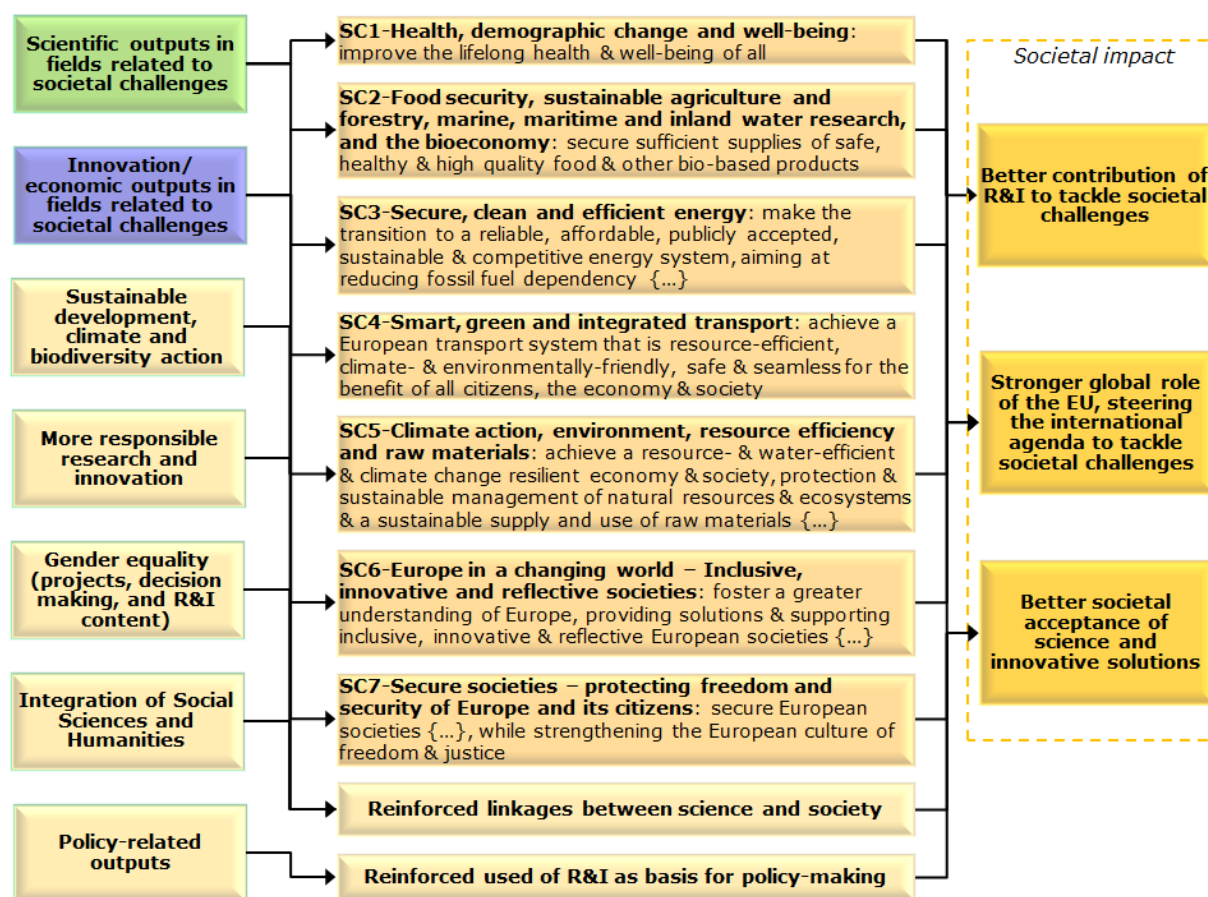 Scientific outputs in
fields related to
societal challenges
Innovation/
economic outputs in
fields related to
societal challenges
Sustainable
development,
climate and
biodiversity action
More responsible
research and
innovation
Gender equality
(projects, decision
making, and R&I
content)
Integration of Social
Sciences and
Humanities
Policy-related
outputs
SC1-Health, demographic change and well-being:
improve the lifelong health & well-being of all
SC2-Food security, sustainable agriculture and
forestry, marine, maritime and inland water research,
and the bioeconomy: secure sufficient supplies of safe,
healthy & high quality food & other bio-based products
SC3-Secure, clean and efficient energy: make the
transition to a reliable, affordable, publicly accepted,
sustainable & competitive energy system, aiming at
reducing fossil fuel dependency {...}
SC4-Smart, green and integrated transport: achieve a
European transport system that is resource-efficient,
climate- & environmentally-friendly, safe & seamless for the
benefit of all citizens, the economy & society
SC5-Climate action, environment, resource efficiency
and raw materials: achieve a resource- & water-efficient
& climate change resilient economy & society, protection &
sustainable management of natural resources & ecosystems
& a sustainable supply and use of raw materials {...}
SC6-Europe in a changing world – Inclusive,
innovative and reflective societies: foster a greater
understanding of Europe, providing solutions & supporting
inclusive, innovative & reflective European societies {...}
SC7-Secure societies – protecting freedom and
security of Europe and its citizens: secure European
societies {...}, while strengthening the European culture of
freedom & justice
Reinforced linkages between science and society
Reinforced used of R&I as basis for policy-making
Societal impact
Better contribution of
R&I to tackle societal
challenges
Stronger global role
of the EU, steering
the international
agenda to tackle
societal challenges
Better societal
acceptance of
science and
innovative solutions